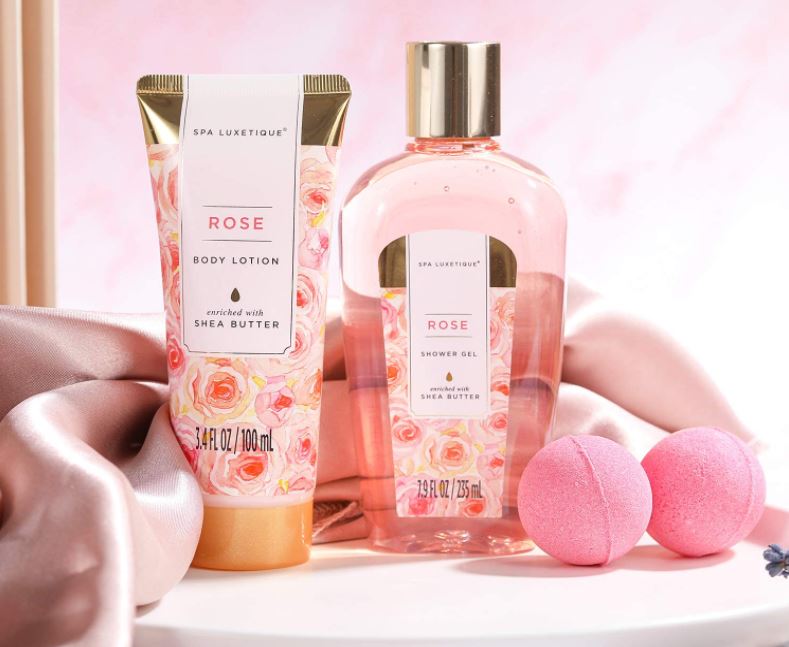 SPA LUXETIQUE®
ROSE
BODY LOTION
enriched with
SHEA BUTTER
3.4 FL OZ / 100 mL
SPA LUXETIQUE®
ROSE
SHOWER GEL
enriched with
SHEA BUTTER
7.9 FL OZ / 235 mL